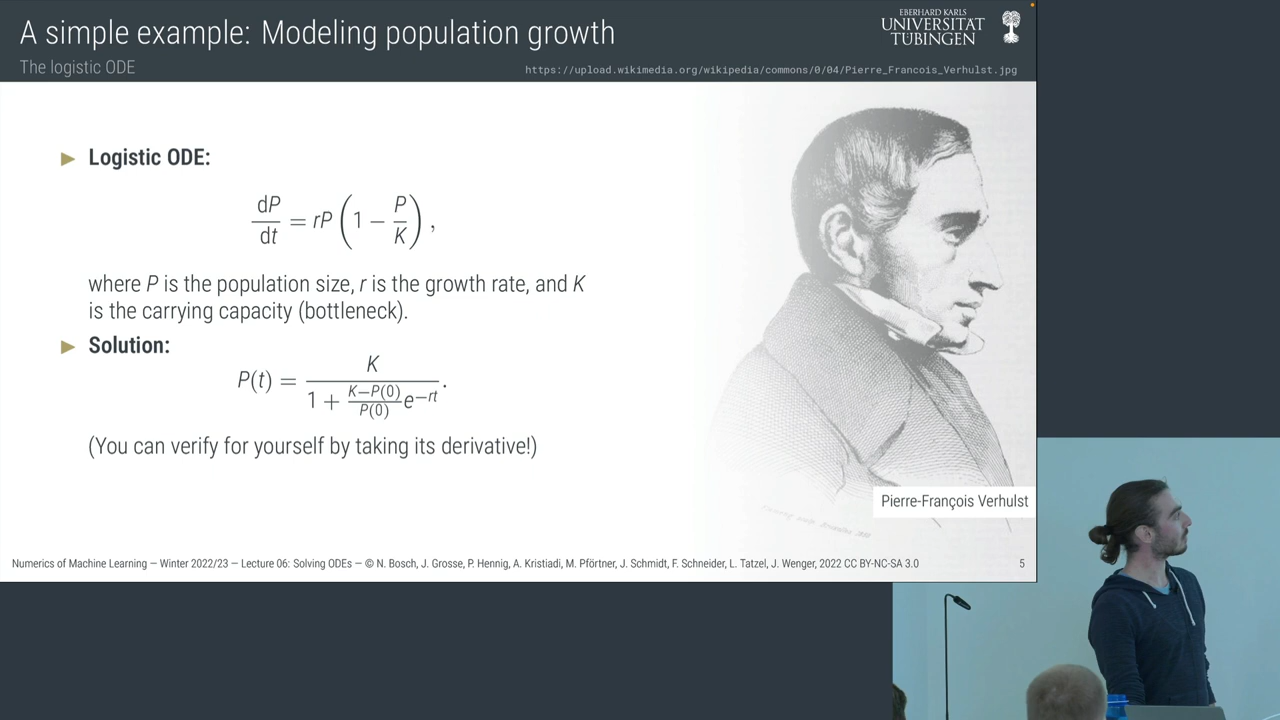 A simple example: Modeling population growth
The logistic ODE
https://upload.wikimedia.org/wikipedia/commons/0/04/Pierre_Francois_Verhulst.jpg
EBERHARD KARLS
UNIVERSITÄT
TÜBINGEN
Logistic ODE:
dP/dt = rP (1 − P/K),
where P is the population size, r is the growth rate, and K
is the carrying capacity (bottleneck).
Solution:
P(t) = K / (1 + (K−P(0))/P(0) e^{−rt}).
(You can verify for yourself by taking its derivative!)
Pierre-François Verhulst
Numerics of Machine Learning — Winter 2022/23 — Lecture 06: Solving ODEs — © N. Bosch, J. Grosse, P. Hennig, A. Kristiadi, M. Pförtner, J. Schmidt, F. Schneider, L. Tatzel, J. Wenger, 2022 CC BY-NC-SA 3.0
5